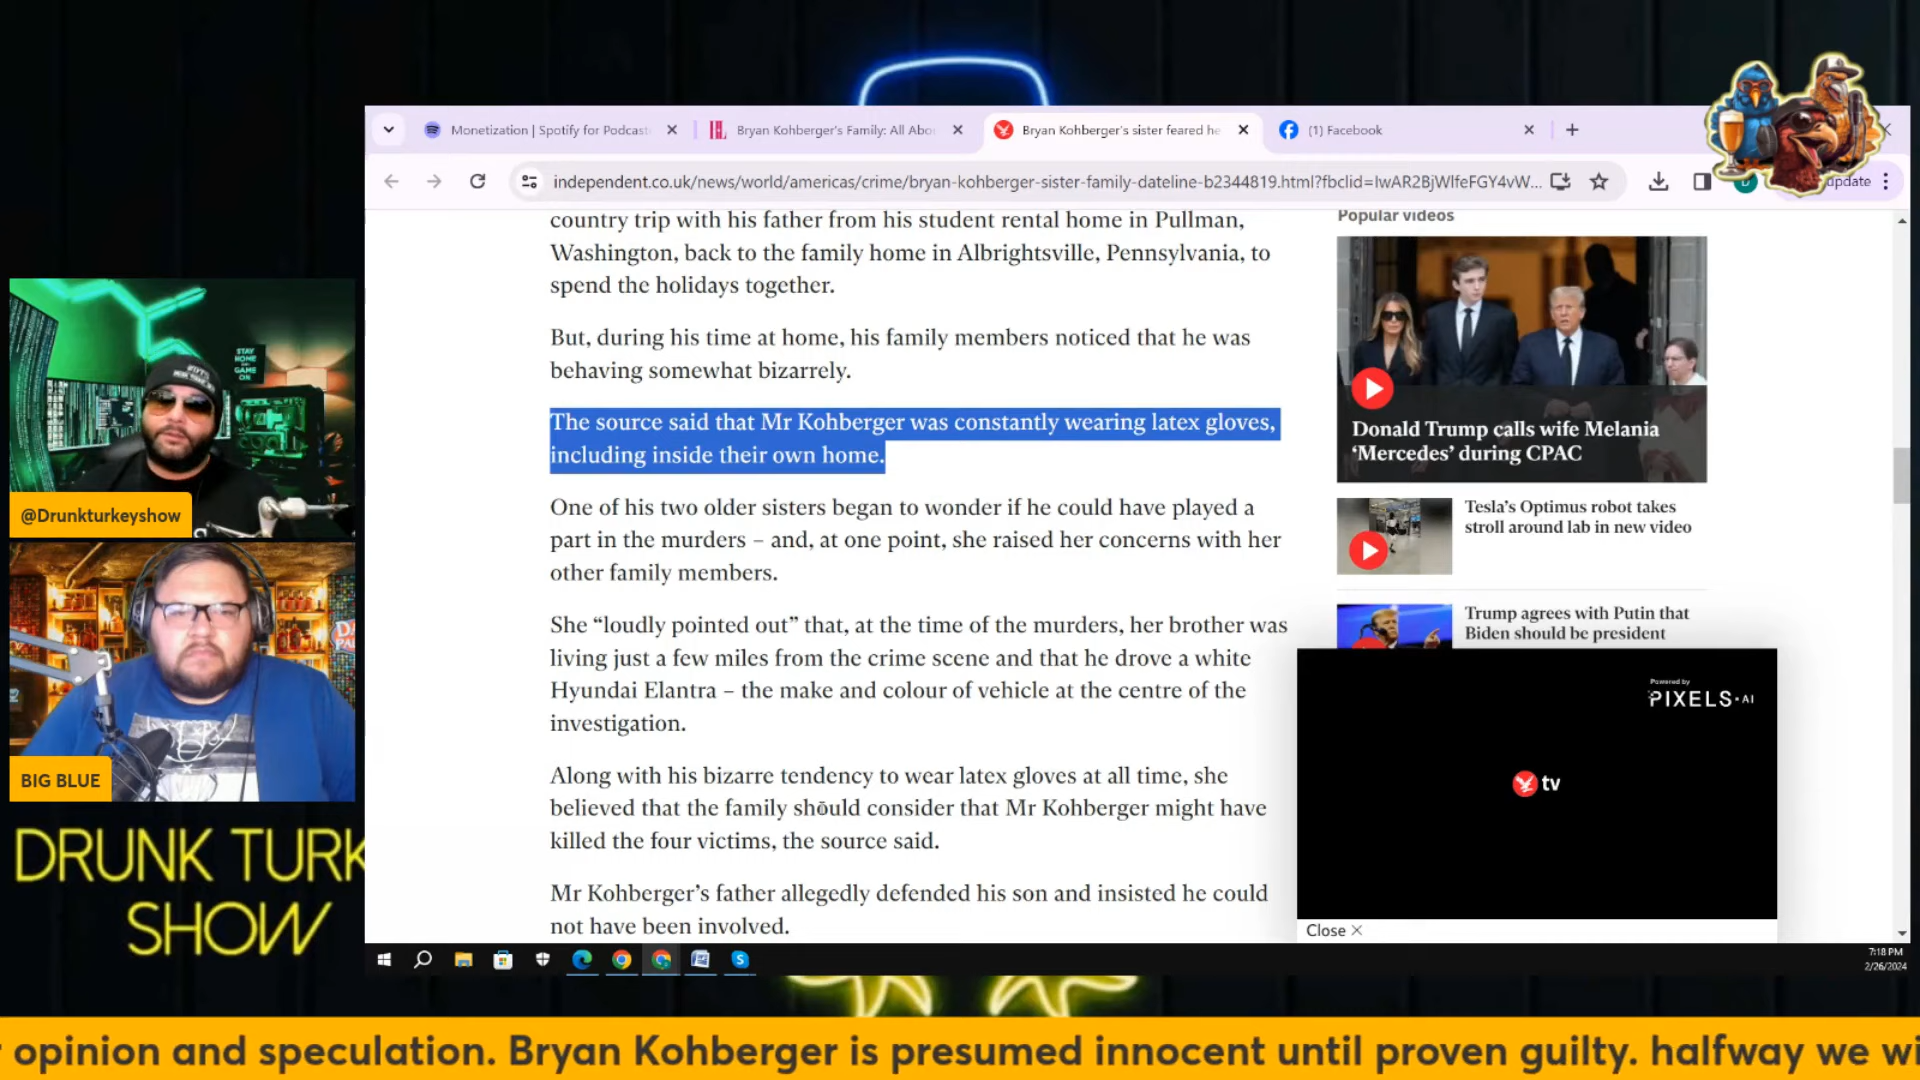 Monetization | Spotify for Podcast
Bryan Kohberger's Family: All Abo
Bryan Kohberger's sister feared he
(1) Facebook
independent.co.uk/news/world/americas/crime/bryan-kohberger-sister-family-dateline-b2344819.html?fbclid=IwAR2BjWlfeFGY4vW...
update
country trip with his father from his student rental home in Pullman,
Washington, back to the family home in Albrightsville, Pennsylvania, to
spend the holidays together.
But, during his time at home, his family members noticed that he was
behaving somewhat bizarrely.
The source said that Mr Kohberger was constantly wearing latex gloves,
including inside their own home.
One of his two older sisters began to wonder if he could have played a
part in the murders – and, at one point, she raised her concerns with her
other family members.
She “loudly pointed out” that, at the time of the murders, her brother was
living just a few miles from the crime scene and that he drove a white
Hyundai Elantra – the make and colour of vehicle at the centre of the
investigation.
Along with his bizarre tendency to wear latex gloves at all time, she
believed that the family should consider that Mr Kohberger might have
killed the four victims, the source said.
Mr Kohberger’s father allegedly defended his son and insisted he could
not have been involved.
Popular videos
Donald Trump calls wife Melania
‘Mercedes’ during CPAC
Tesla’s Optimus robot takes
stroll around lab in new video
Trump agrees with Putin that
Biden should be president
Powered by
PIXELS.AI
tv
Close ×
7:18 PM
2/26/2024
STAY
HOME
GAME
ON
@Drunkturkeyshow
BIG BLUE
DRUNK TURK
SHOW
opinion and speculation. Bryan Kohberger is presumed innocent until proven guilty. halfway we wi